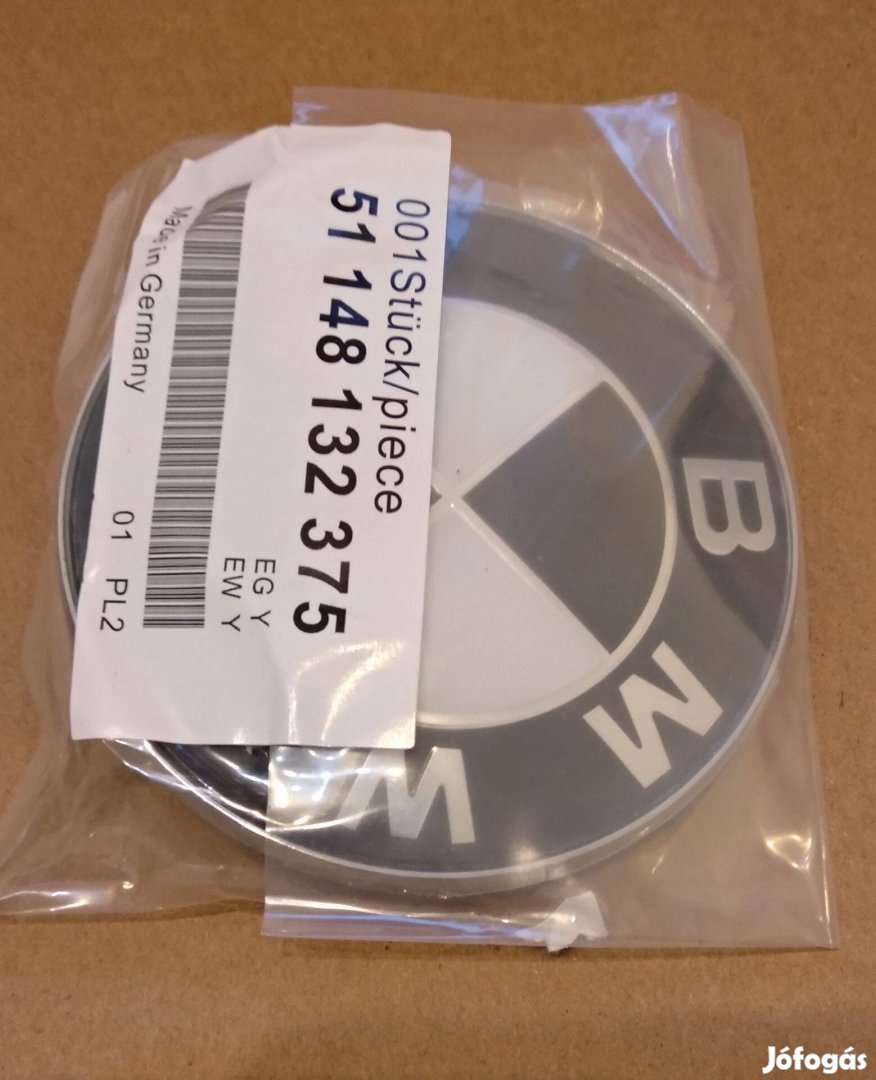 001Stück/piece
51 148 132 375
EG Y
EW Y
01 PL2
Made in Germany
BMW
Jófogás